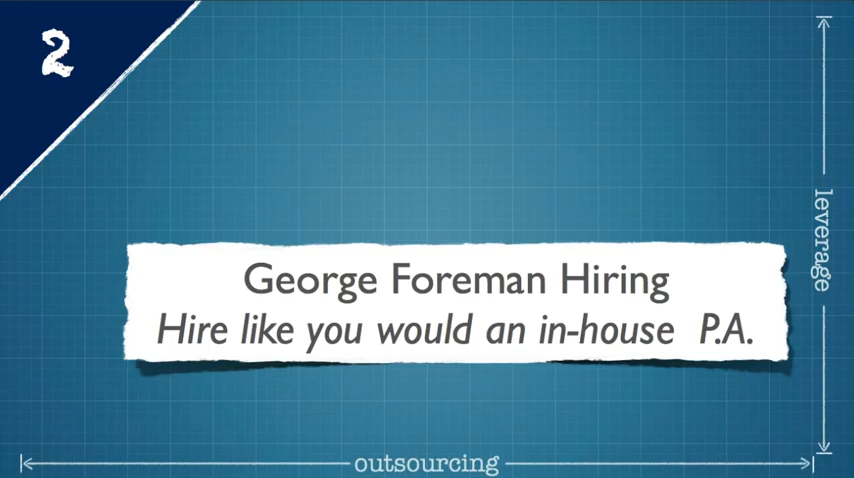 2
George Foreman Hiring
Hire like you would an in-house P.A.
leverage
outsourcing